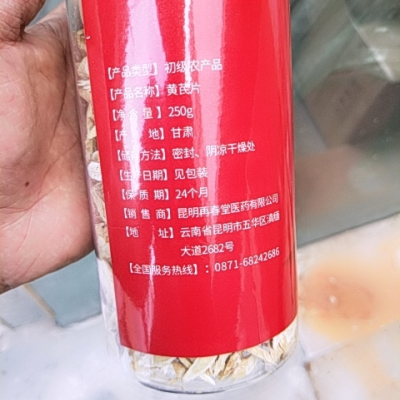 【产品类型】初级农产品
【产品名称】黄芪片
【净含量】250g
【产 地】甘肃
【储藏方法】密封、阴凉干燥处
【生产日期】见包装
【保 质 期】24个月
【销 售 商】昆明再春堂医药有限公司
【地 址】云南省昆明市五华区滇缅
大道2682号
【全国服务热线】:0871-68242686